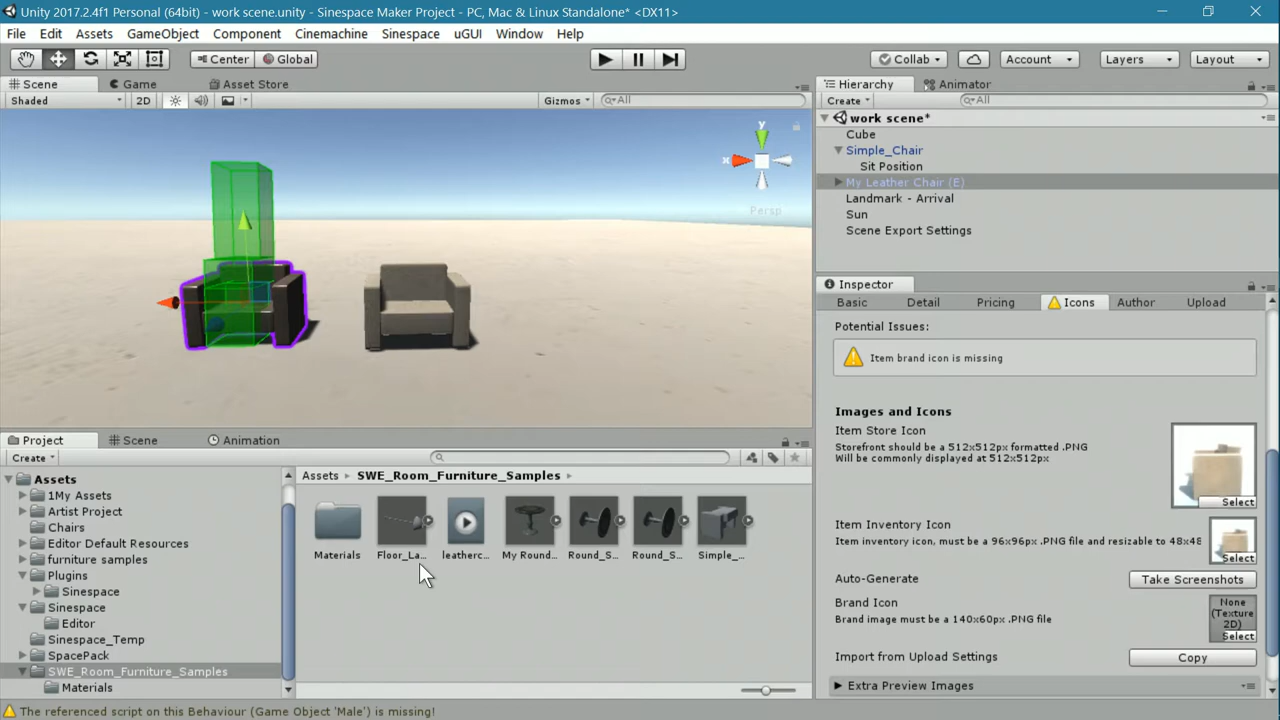 Unity 2017.2.4f1 Personal (64bit) - work scene.unity - Sinespace Maker Project - PC, Mac & Linux Standalone* <DX11>
File Edit Assets GameObject Component Cinemachine Sinespace uGUI Window Help
Center Global Collab Account Layers Layout
Scene Game Asset Store
Shaded 2D Gizmos All
y
x
Persp
Hierarchy Animator
Create All
work scene*
Cube
Simple_Chair
Sit Position
My Leather Chair (E)
Landmark - Arrival
Sun
Scene Export Settings
Inspector
Basic Detail Pricing Icons Author Upload
Potential Issues:
Item brand icon is missing
Images and Icons
Item Store Icon
Storefront should be a 512x512px formatted .PNG
Will be commonly displayed at 512x512px
Select
Item Inventory Icon
Item inventory icon, must be a 96x96px .PNG file and resizable to 48x48
Select
Auto-Generate Take Screenshots
Brand Icon
Brand image must be a 140x60px .PNG file
None
(Texture
2D)
Select
Import from Upload Settings Copy
Extra Preview Images
Project Scene Animation
Create
Assets
1My Assets
Artist Project
Chairs
Editor Default Resources
furniture samples
Plugins
Sinespace
Sinespace
Editor
Sinespace_Temp
SpacePack
SWE_Room_Furniture_Samples
Materials
Assets SWE_Room_Furniture_Samples
Materials Floor_La... leatherc... My Round... Round_S... Round_S... Simple_...
The referenced script on this Behaviour (Game Object 'Male') is missing!